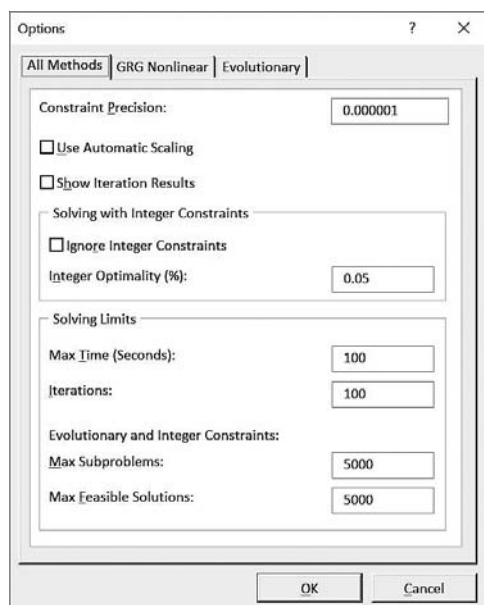 Options ? ×
All Methods GRG Nonlinear Evolutionary
Constraint Precision: 0.000001
Use Automatic Scaling
Show Iteration Results
Solving with Integer Constraints
Ignore Integer Constraints
Integer Optimality (%): 0.05
Solving Limits
Max Time (Seconds): 100
Iterations: 100
Evolutionary and Integer Constraints:
Max Subproblems: 5000
Max Feasible Solutions: 5000
OK Cancel